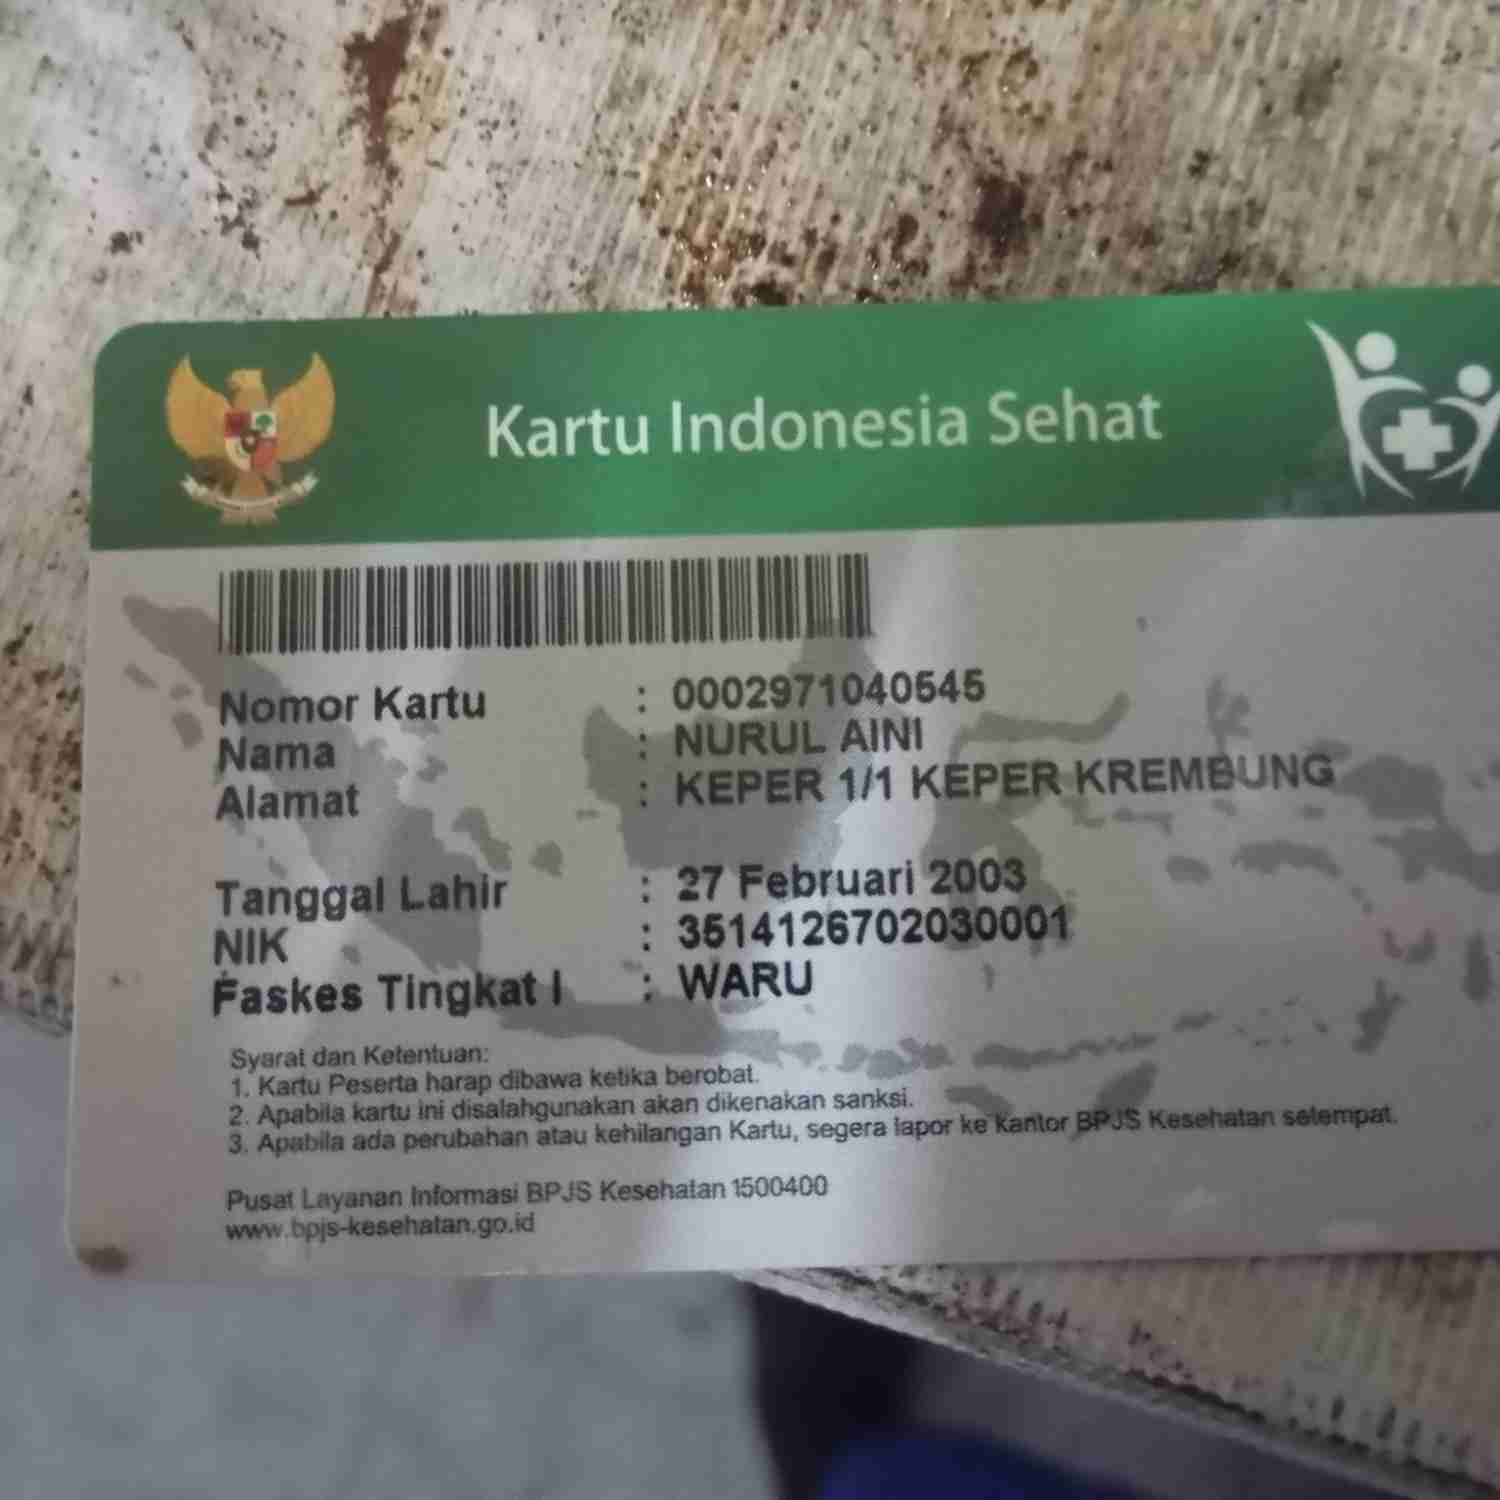 Kartu Indonesia Sehat
Nomor Kartu : 0002971040545
Nama : NURUL AINI
Alamat : KEPER 1/1 KEPER KREMBUNG
Tanggal Lahir : 27 Februari 2003
NIK : 3514126702030001
Faskes Tingkat I : WARU
Syarat dan Ketentuan:
1. Kartu Peserta harap dibawa ketika berobat.
2. Apabila kartu ini disalahgunakan akan dikenakan sanksi.
3. Apabila ada perubahan atau kehilangan Kartu, segera lapor ke kantor BPJS Kesehatan setempat.
Pusat Layanan Informasi BPJS Kesehatan 1500400
www.bpjs-kesehatan.go.id